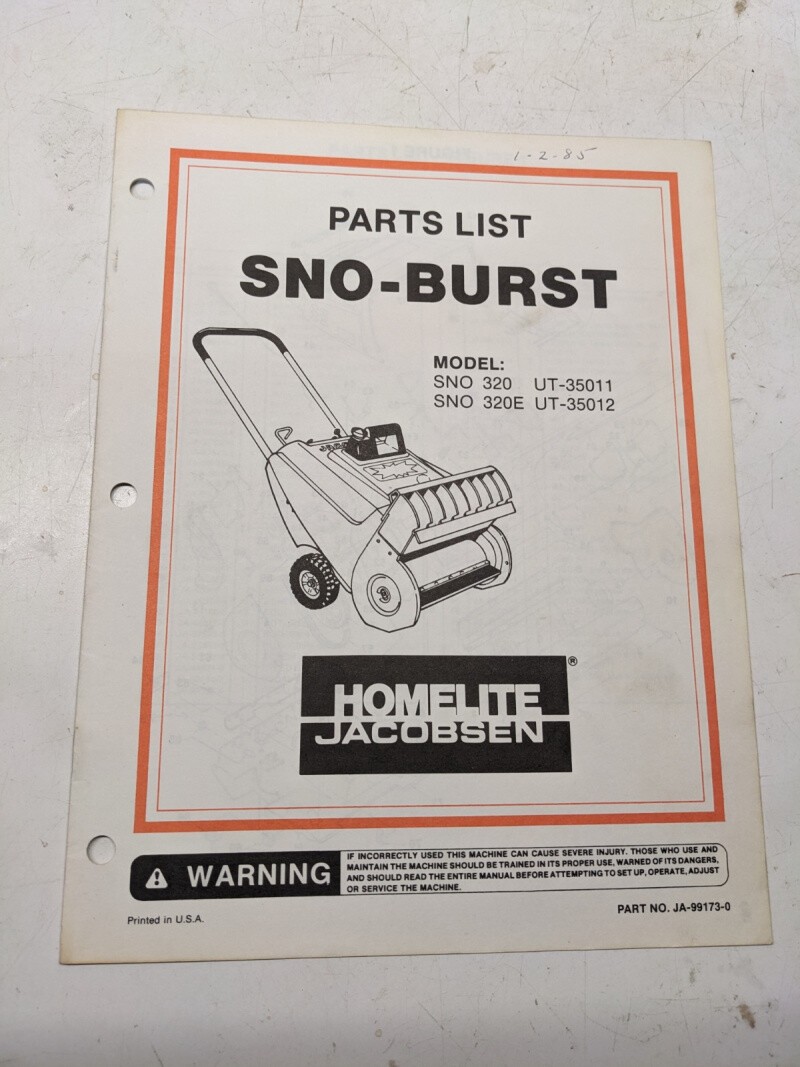 1-2-85
PARTS LIST
SNO-BURST
MODEL:
SNO 320 UT-35011
SNO 320E UT-35012
HOMELITE ®
JACOBSEN
WARNING
IF INCORRECTLY USED THIS MACHINE CAN CAUSE SEVERE INJURY. THOSE WHO USE AND
MAINTAIN THE MACHINE SHOULD BE TRAINED IN ITS PROPER USE, WARNED OF ITS DANGERS,
AND SHOULD READ THE ENTIRE MANUAL BEFORE ATTEMPTING TO SET UP, OPERATE, ADJUST
OR SERVICE THE MACHINE.
Printed in U.S.A.
PART NO. JA-99173-0